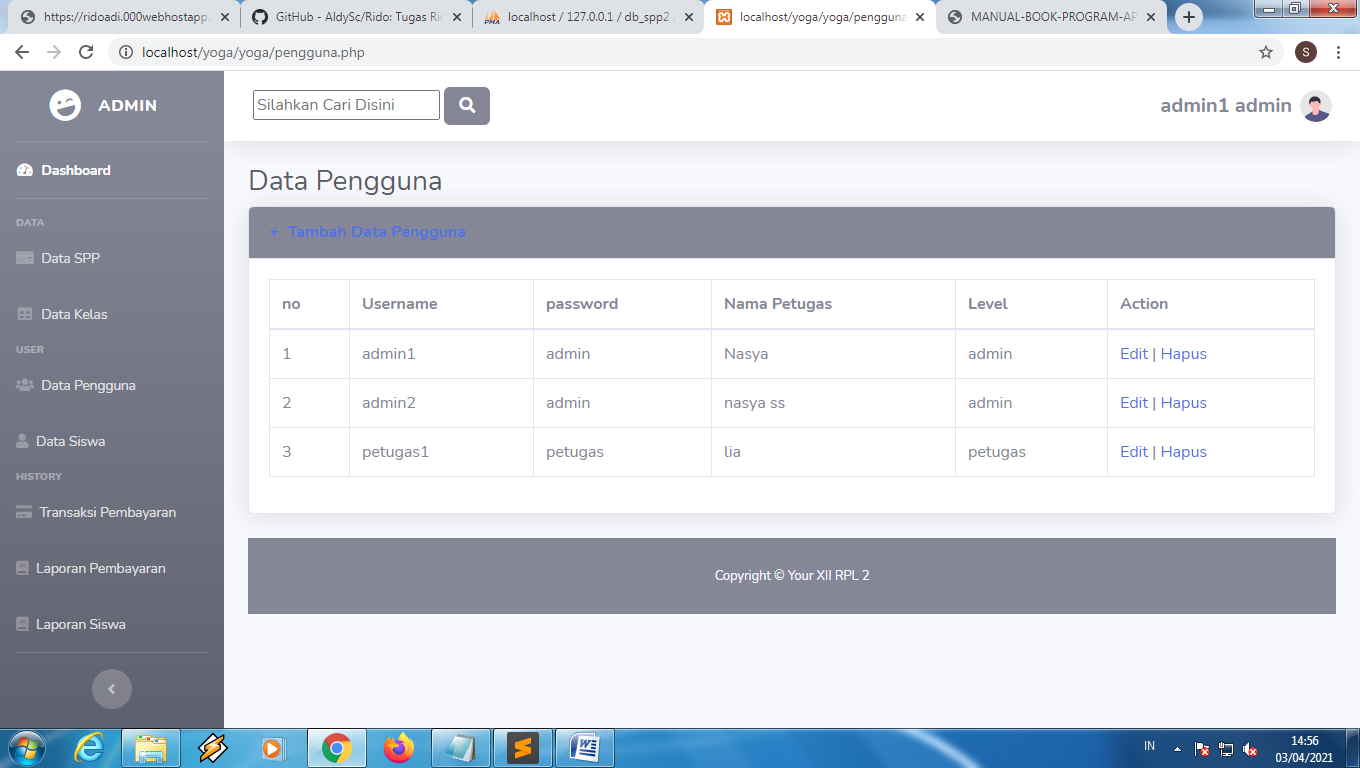 https://ridoadi.000webhostapp.
GitHub - AldySc/Rido: Tugas Ric
localhost / 127.0.0.1 / db_spp2 /
localhost/yoga/yoga/pengguna.
MANUAL-BOOK-PROGRAM-AP
localhost/yoga/yoga/pengguna.php
S
ADMIN
Silahkan Cari Disini
admin1 admin
Dashboard
DATA
Data SPP
Data Kelas
USER
Data Pengguna
Data Siswa
HISTORY
Transaksi Pembayaran
Laporan Pembayaran
Laporan Siswa
Data Pengguna
+ Tambah Data Pengguna
no Username password Nama Petugas Level Action
1 admin1 admin Nasya admin Edit | Hapus
2 admin2 admin nasya ss admin Edit | Hapus
3 petugas1 petugas lia petugas Edit | Hapus
Copyright © Your XII RPL 2
IN
14:56
03/04/2021